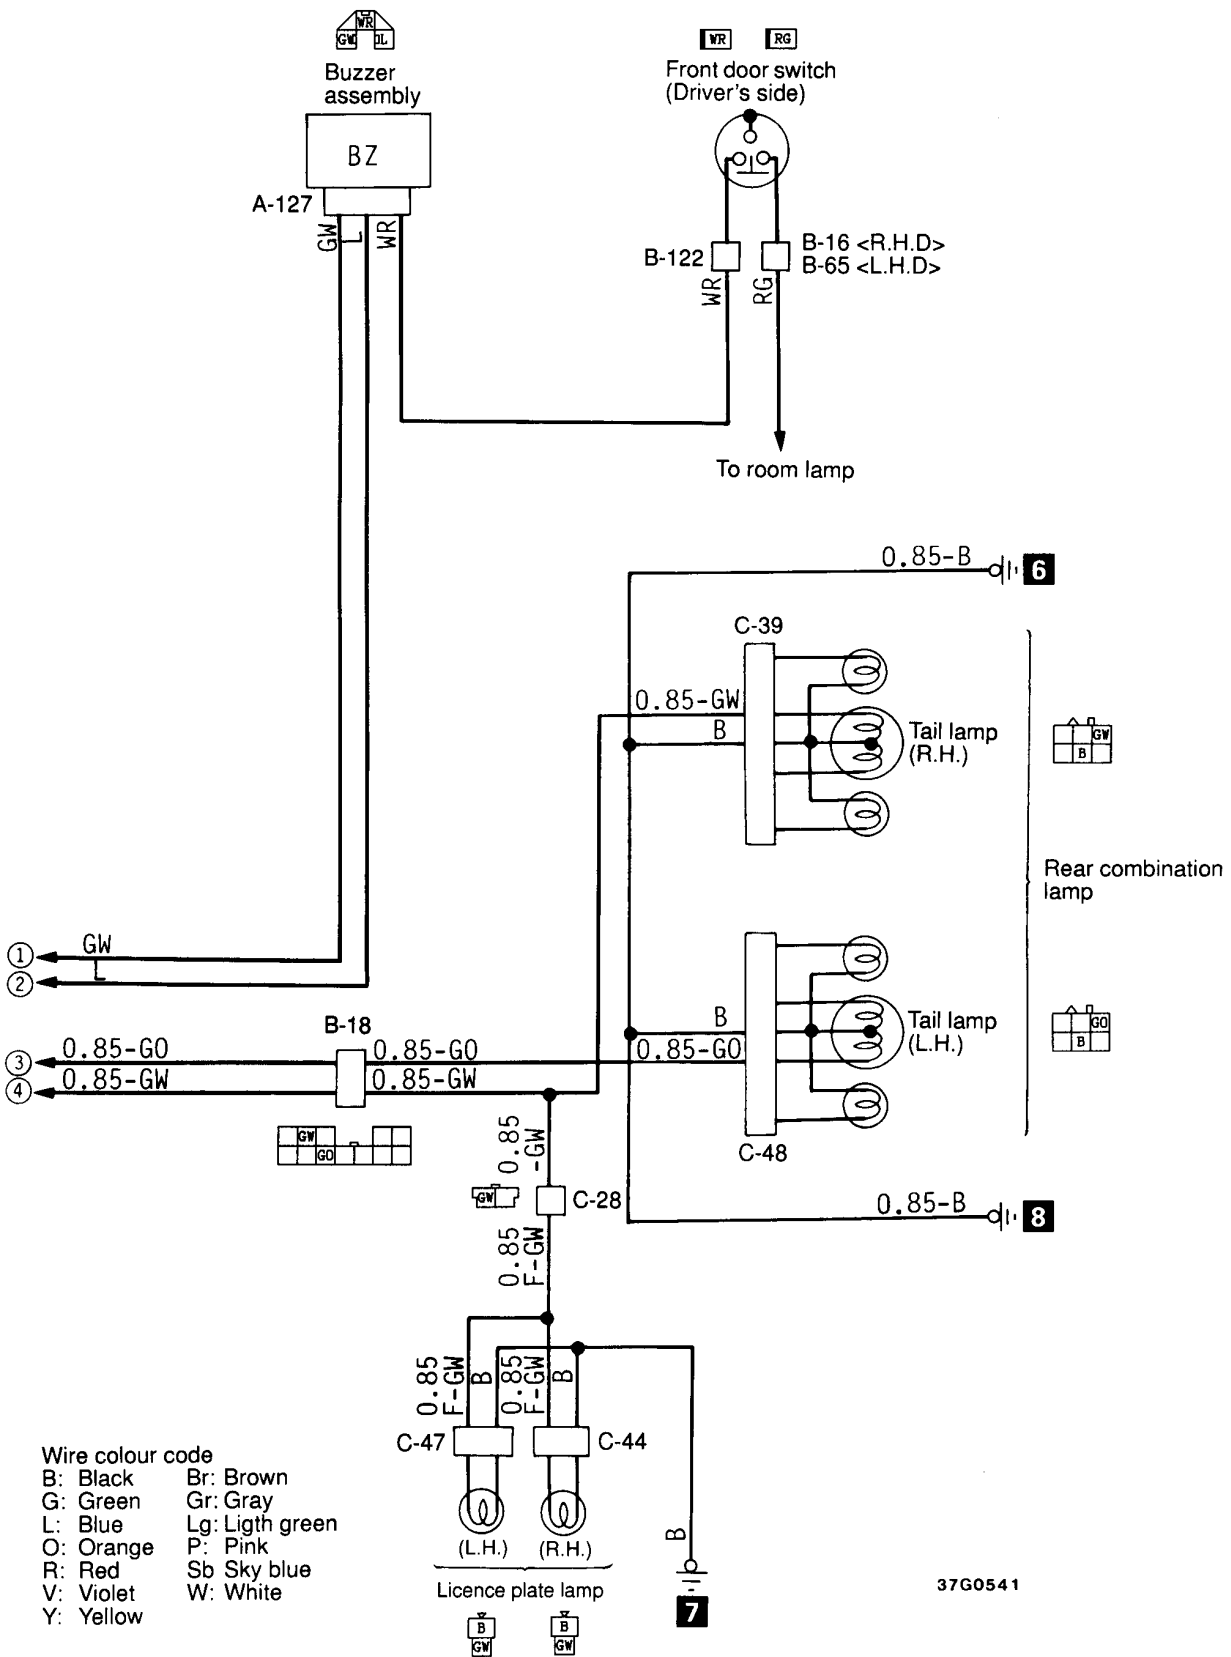 WR
GW
L
Buzzer
assembly
BZ
A-127
GW
L
WR
WR
RG
Front door switch
(Driver's side)
B-122
B-16 <R.H.D>
B-65 <L.H.D>
WR
RG
To room lamp
0.85-B
6
C-39
0.85-GW
B
Tail lamp
(R.H.)
GW
B
Rear combination
lamp
1
GW
2
L
B-18
3
0.85-GO
0.85-GO
4
0.85-GW
0.85-GW
GW
GO
B
0.85-GO
Tail lamp
(L.H.)
GO
B
C-48
0.85
-GW
GW
C-28
0.85
F-GW
0.85-B
8
0.85
F-GW
B
0.85
F-GW
B
C-47
C-44
(L.H.)
(R.H.)
Licence plate lamp
B
GW
B
GW
B
7
Wire colour code
B: Black Br: Brown
G: Green Gr: Gray
L: Blue Lg: Ligth green
O: Orange P: Pink
R: Red Sb Sky blue
V: Violet W: White
Y: Yellow
37G0541